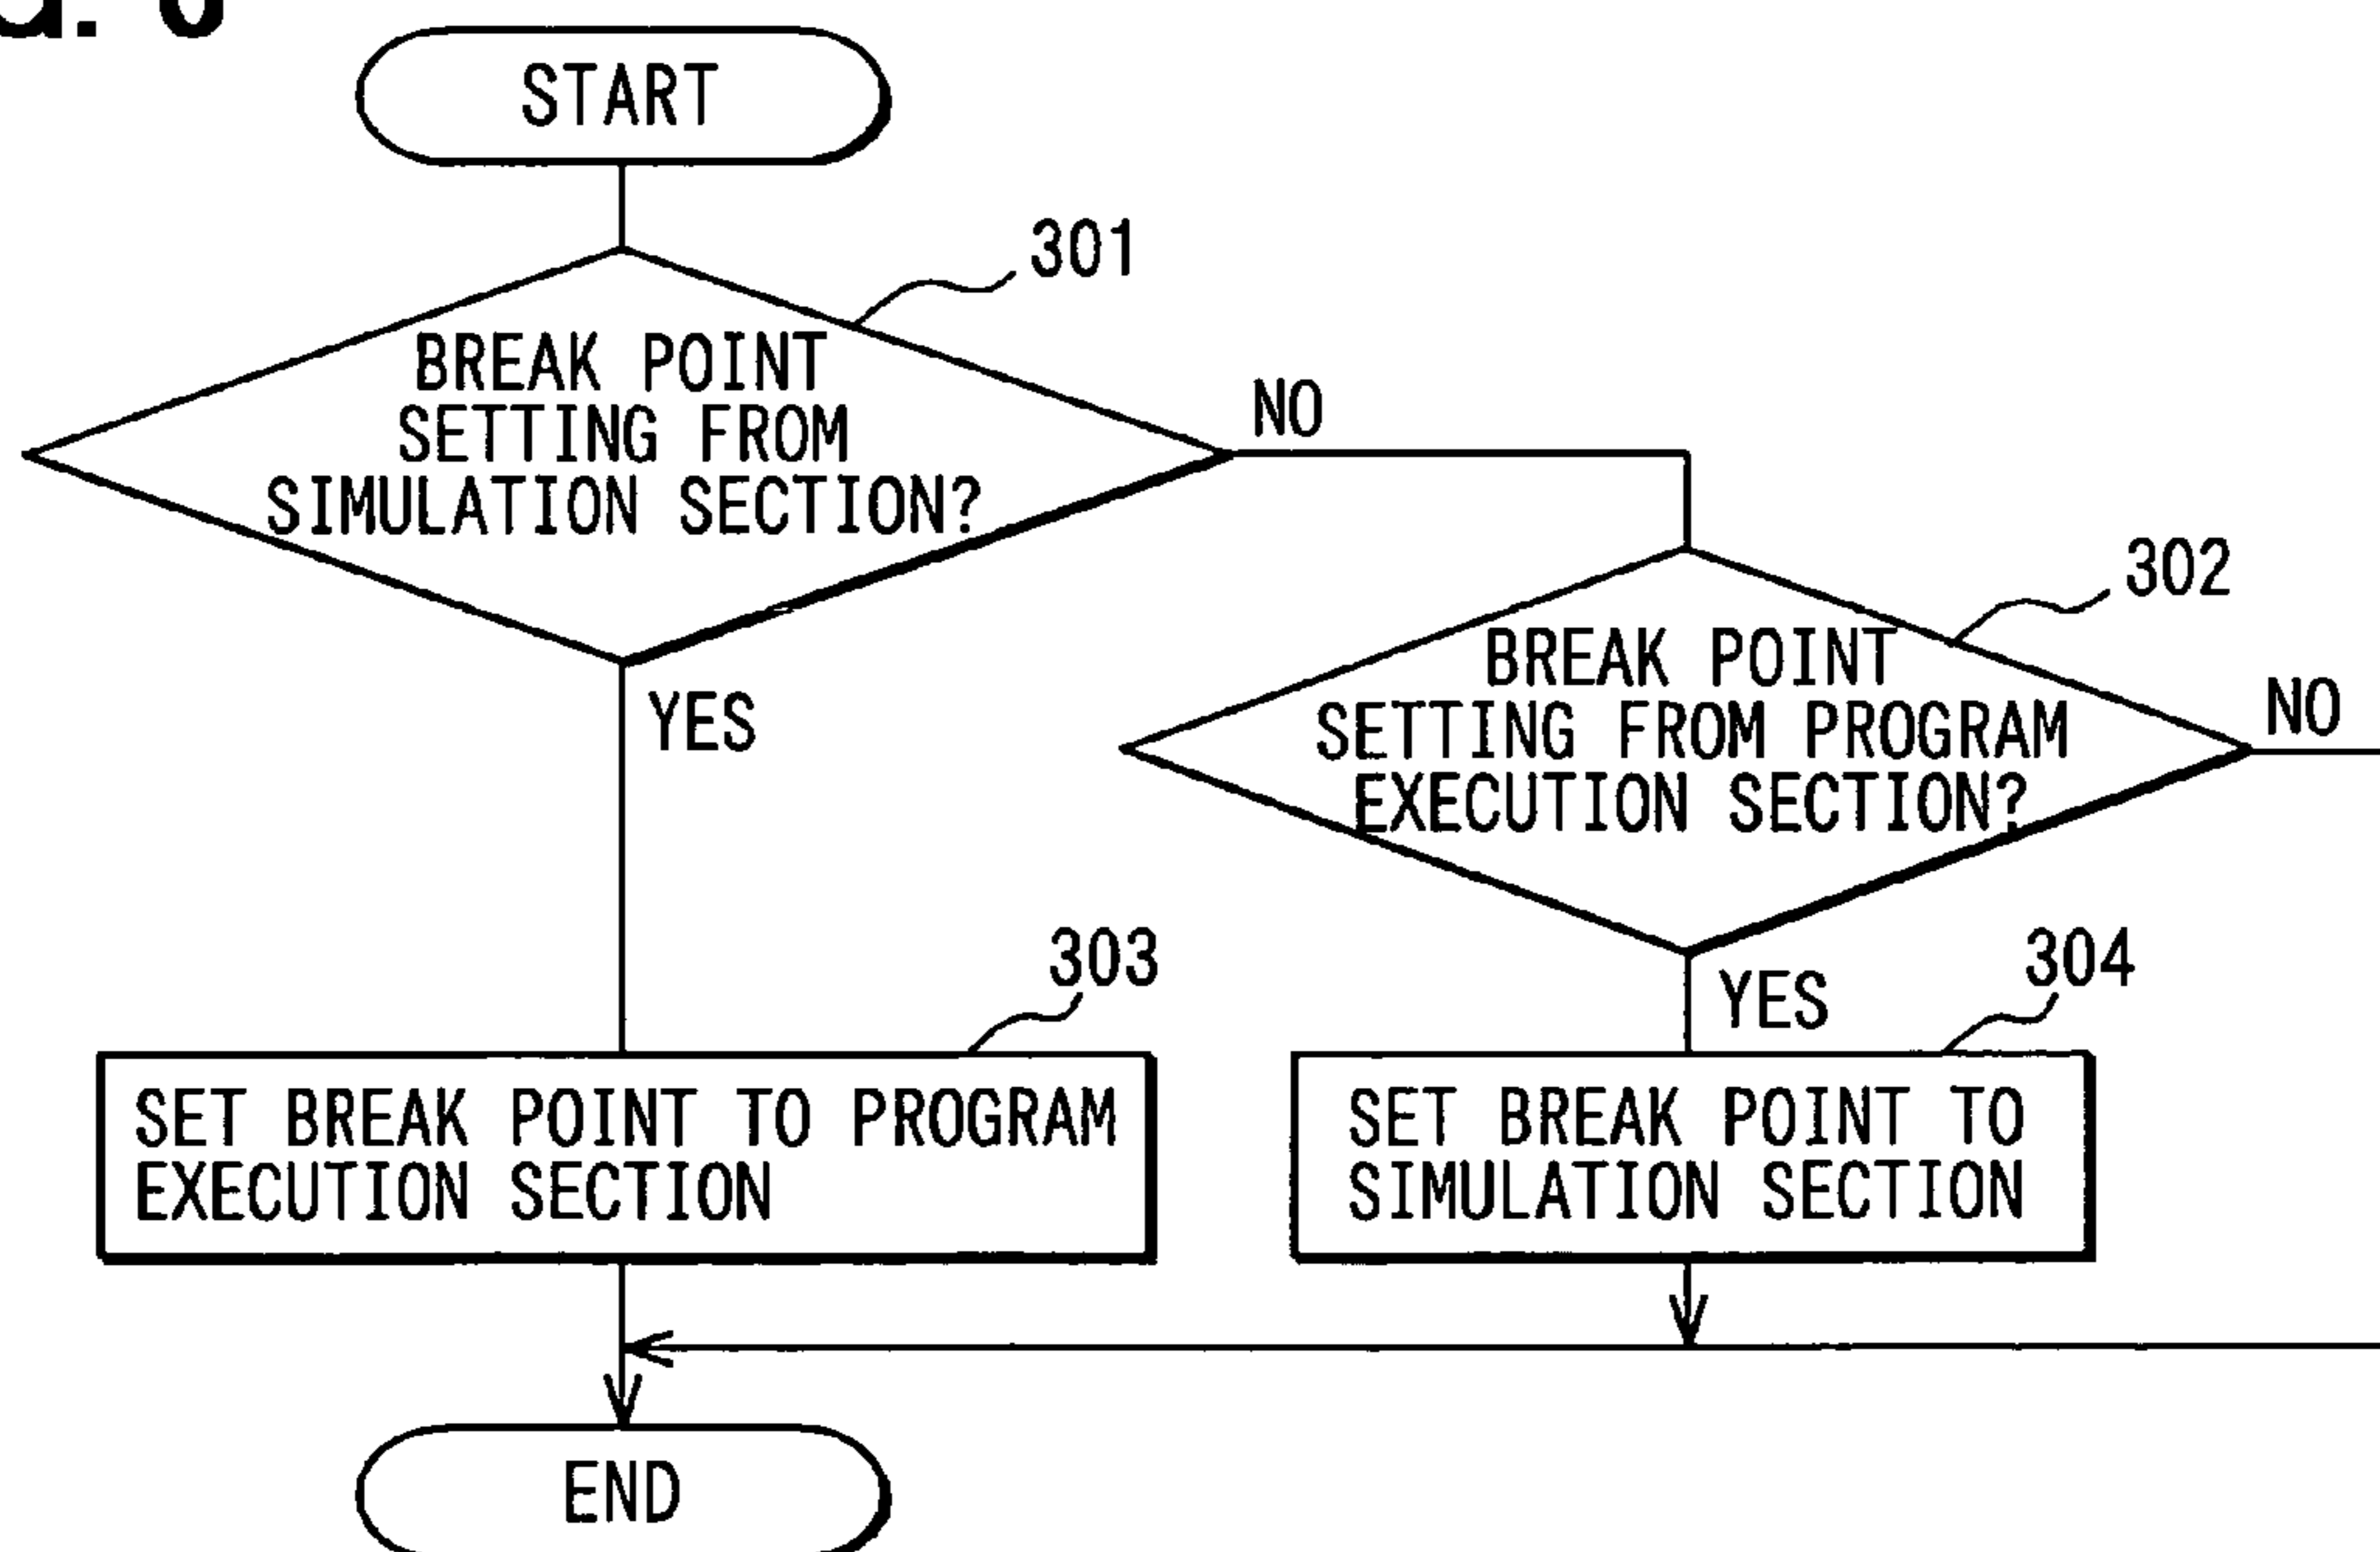 START
301
BREAK POINT
SETTING FROM
SIMULATION SECTION?
NO
YES
302
BREAK POINT
SETTING FROM PROGRAM
EXECUTION SECTION?
NO
YES
303
SET BREAK POINT TO PROGRAM
EXECUTION SECTION
304
SET BREAK POINT TO
SIMULATION SECTION
END